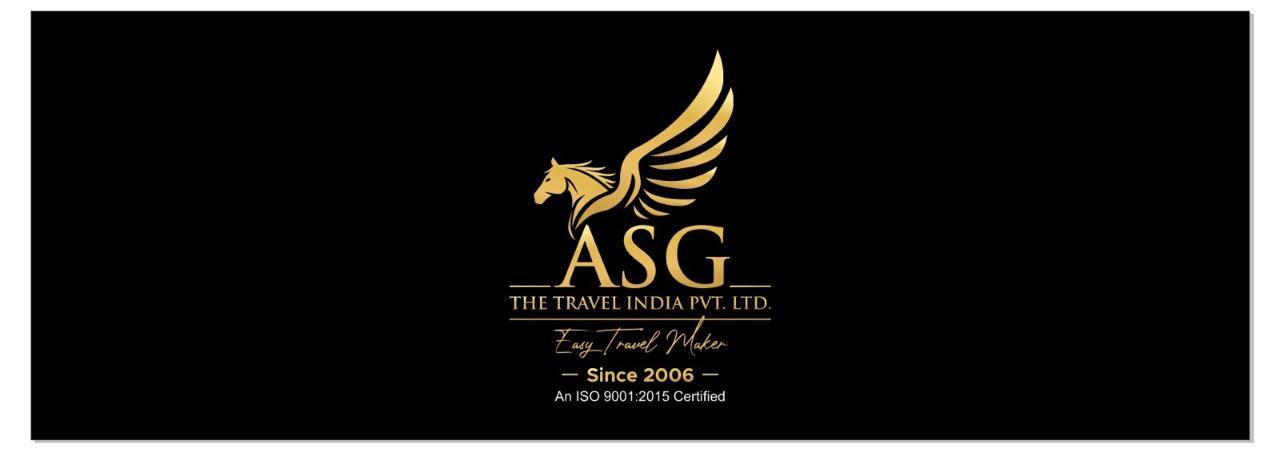 ASG
THE TRAVEL INDIA PVT. LTD.
Easy Travel Maker
— Since 2006 —
An ISO 9001:2015 Certified